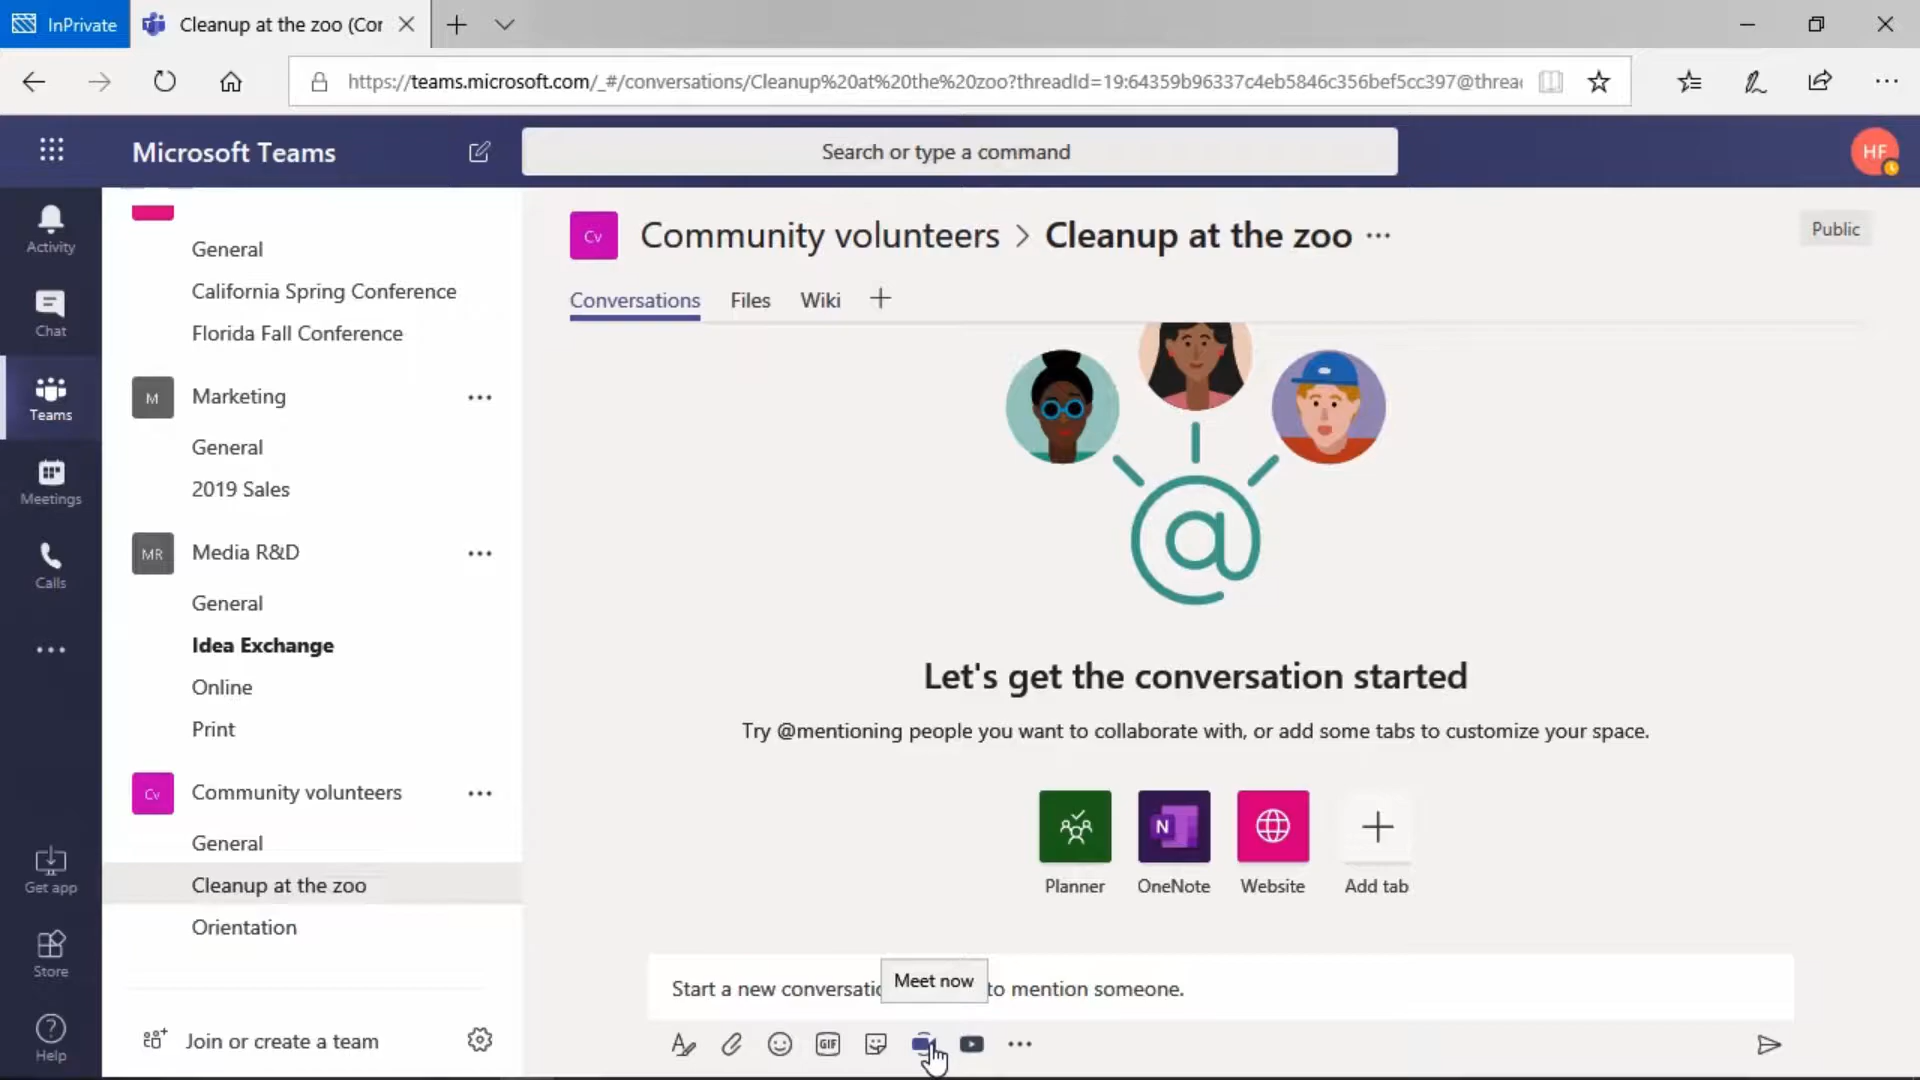 InPrivate
Cleanup at the zoo (Cor
https://teams.microsoft.com/_#/conversations/Cleanup%20at%20the%20zoo?threadId=19:64359b96337c4eb5846c356bef5cc397@threa
Microsoft Teams
Search or type a command
HF
Activity
Chat
Teams
Meetings
Calls
Get app
Store
Help
General
California Spring Conference
Florida Fall Conference
M
Marketing
General
2019 Sales
MR
Media R&D
General
Idea Exchange
Online
Print
Cv
Community volunteers
General
Cleanup at the zoo
Orientation
Join or create a team
Cv
Community volunteers > Cleanup at the zoo
Public
Conversations
Files
Wiki
@
Let's get the conversation started
Try @mentioning people you want to collaborate with, or add some tabs to customize your space.
N
Planner
OneNote
Website
Add tab
Meet now
Start a new conversatic to mention someone.
GIF